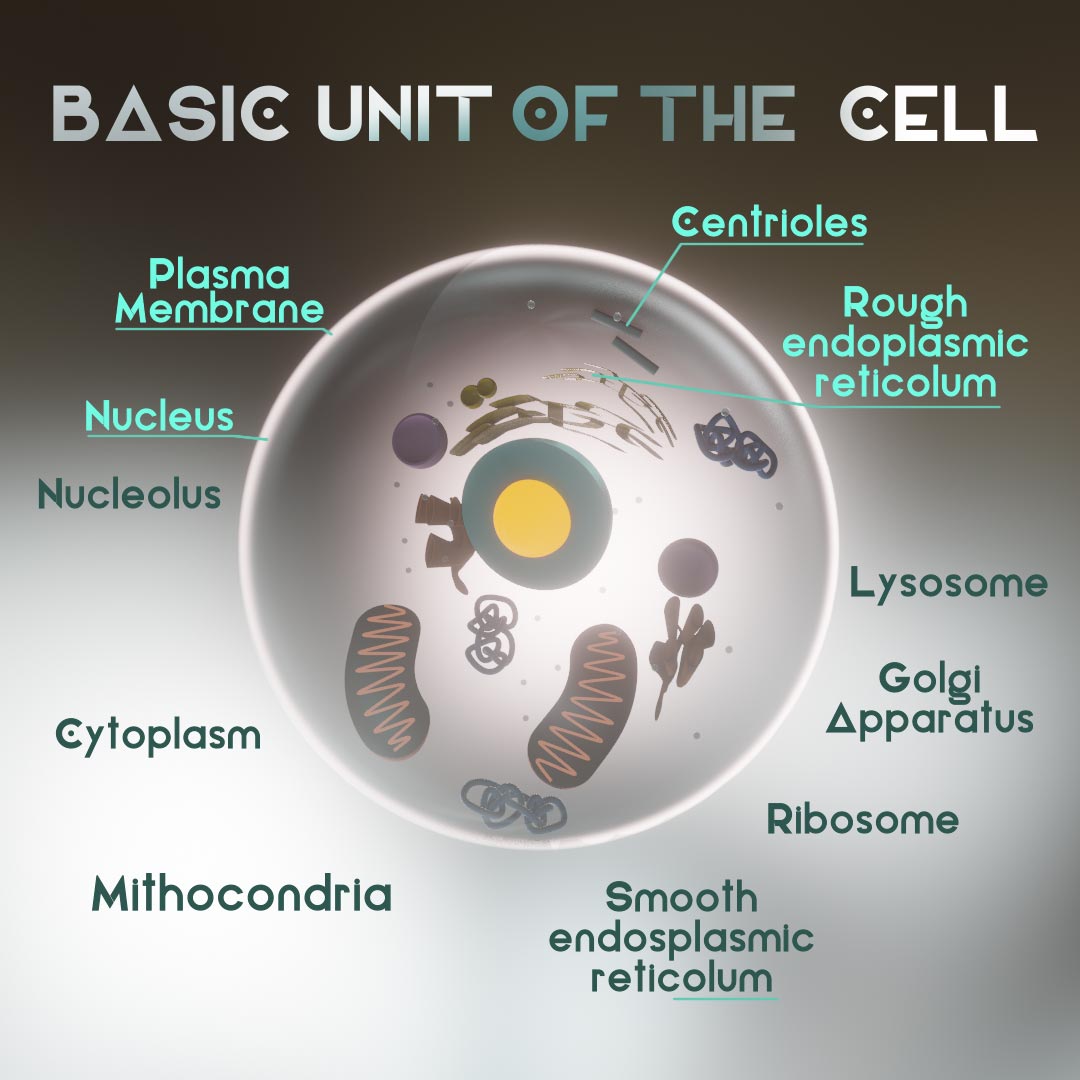 BASIC UNIT OF THE CELL
Centrioles
Plasma
Membrane
Rough
endoplasmic
reticolum
Nucleus
Nucleolus
Lysosome
Golgi
Apparatus
Cytoplasm
Ribosome
Mithocondria
Smooth
endosplasmic
reticolum